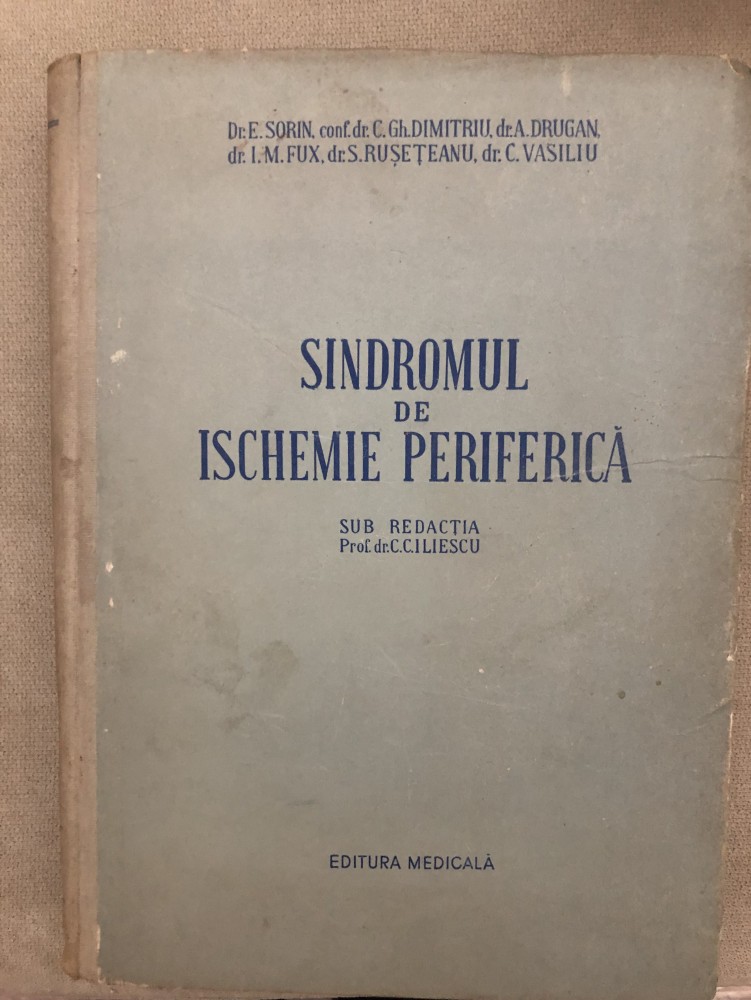 Dr. E. SORIN, conf. dr. C. Gh. DIMITRIU, dr. A. DRUGAN,
dr. I. M. FUX, dr. S. RUȘEȚEANU, dr. C. VASILIU
SINDROMUL
DE
ISCHEMIE PERIFERICĂ
SUB REDACȚIA
Prof. dr. C. C. ILIESCU
EDITURA MEDICALĂ